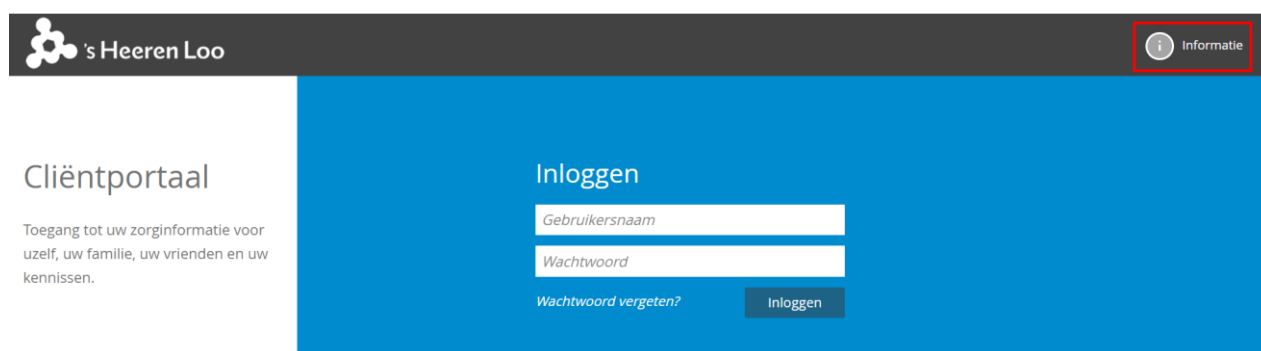 's Heeren Loo
Informatie
Cliëntportaal
Toegang tot uw zorginformatie voor
uzelf, uw familie, uw vrienden en uw
kennissen.
Inloggen
Gebruikersnaam
Wachtwoord
Wachtwoord vergeten?
Inloggen